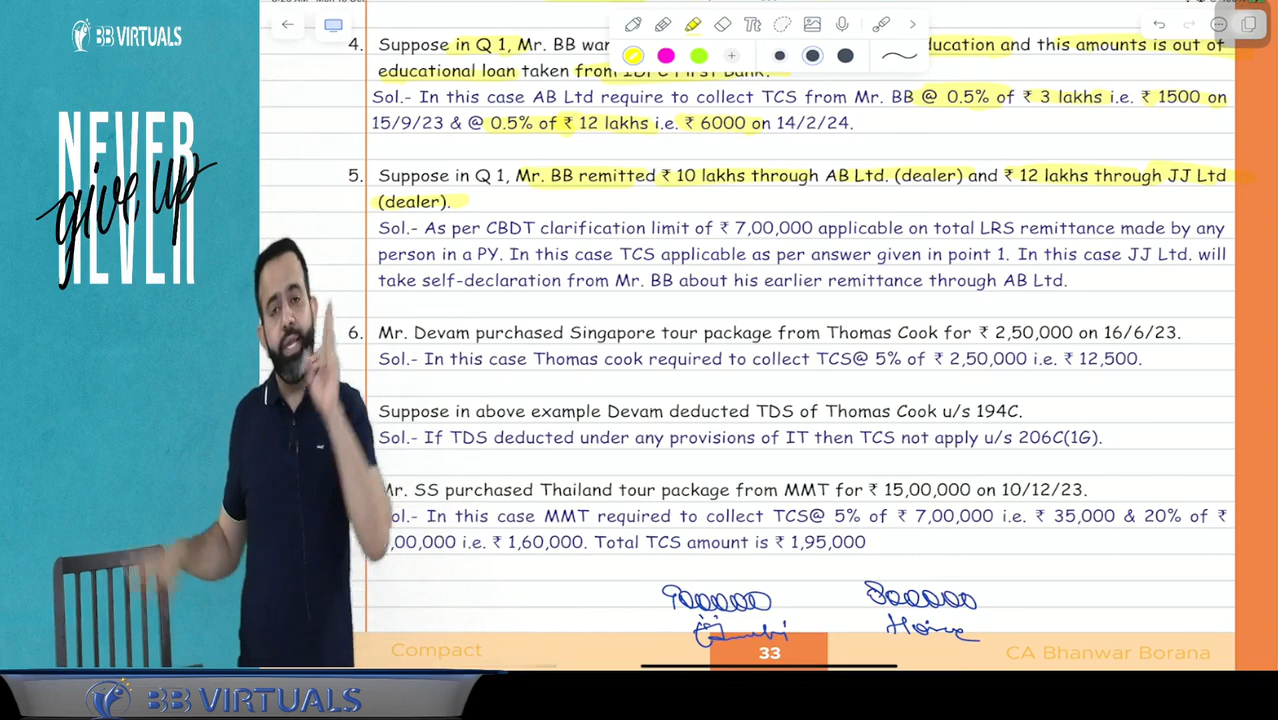 BB VIRTUALS
NEVER
give up
NEVER
4. Suppose in Q 1, Mr. BB ducation and this amounts is out of
educational loan taken from IDFC First Bank.
Sol.- In this case AB Ltd require to collect TCS from Mr. BB @ 0.5% of ₹ 3 lakhs i.e. ₹ 1500 on
15/9/23 & @ 0.5% of ₹ 12 lakhs i.e. ₹ 6000 on 14/2/24.
5. Suppose in Q 1, Mr. BB remitted ₹ 10 lakhs through AB Ltd. (dealer) and ₹ 12 lakhs through JJ Ltd
(dealer).
Sol.- As per CBDT clarification limit of ₹ 7,00,000 applicable on total LRS remittance made by any
person in a PY. In this case TCS applicable as per answer given in point 1. In this case JJ Ltd. will
take self-declaration from Mr. BB about his earlier remittance through AB Ltd.
6. Mr. Devam purchased Singapore tour package from Thomas Cook for ₹ 2,50,000 on 16/6/23.
Sol.- In this case Thomas cook required to collect TCS@ 5% of ₹ 2,50,000 i.e. ₹ 12,500.
Suppose in above example Devam deducted TDS of Thomas Cook u/s 194C.
Sol.- If TDS deducted under any provisions of IT then TCS not apply u/s 206C(1G).
Mr. SS purchased Thailand tour package from MMT for ₹ 15,00,000 on 10/12/23.
ol.- In this case MMT required to collect TCS@ 5% of ₹ 7,00,000 i.e. ₹ 35,000 & 20% of ₹
,00,000 i.e. ₹ 1,60,000. Total TCS amount is ₹ 1,95,000
900000 800000
Compact 33 CA Bhanwar Borana
BB VIRTUALS